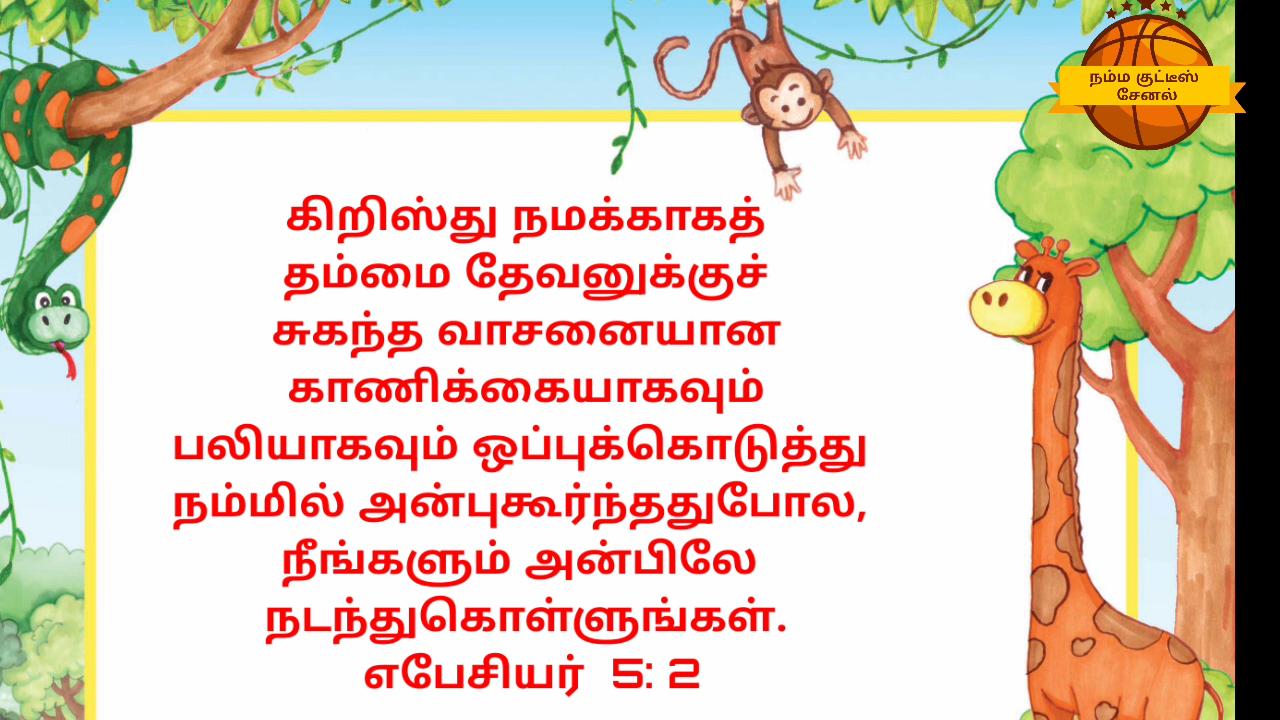 நம்ம குட்டீஸ்
சேனல்
கிறிஸ்து நமக்காகத்
தம்மை தேவனுக்குச்
சுகந்த வாசனையான
காணிக்கையாகவும்
பலியாகவும் ஒப்புக்கொடுத்து
நம்மில் அன்புகூர்ந்ததுபோல,
நீங்களும் அன்பிலே
நடந்துகொள்ளுங்கள்.
எபேசியர் 5: 2